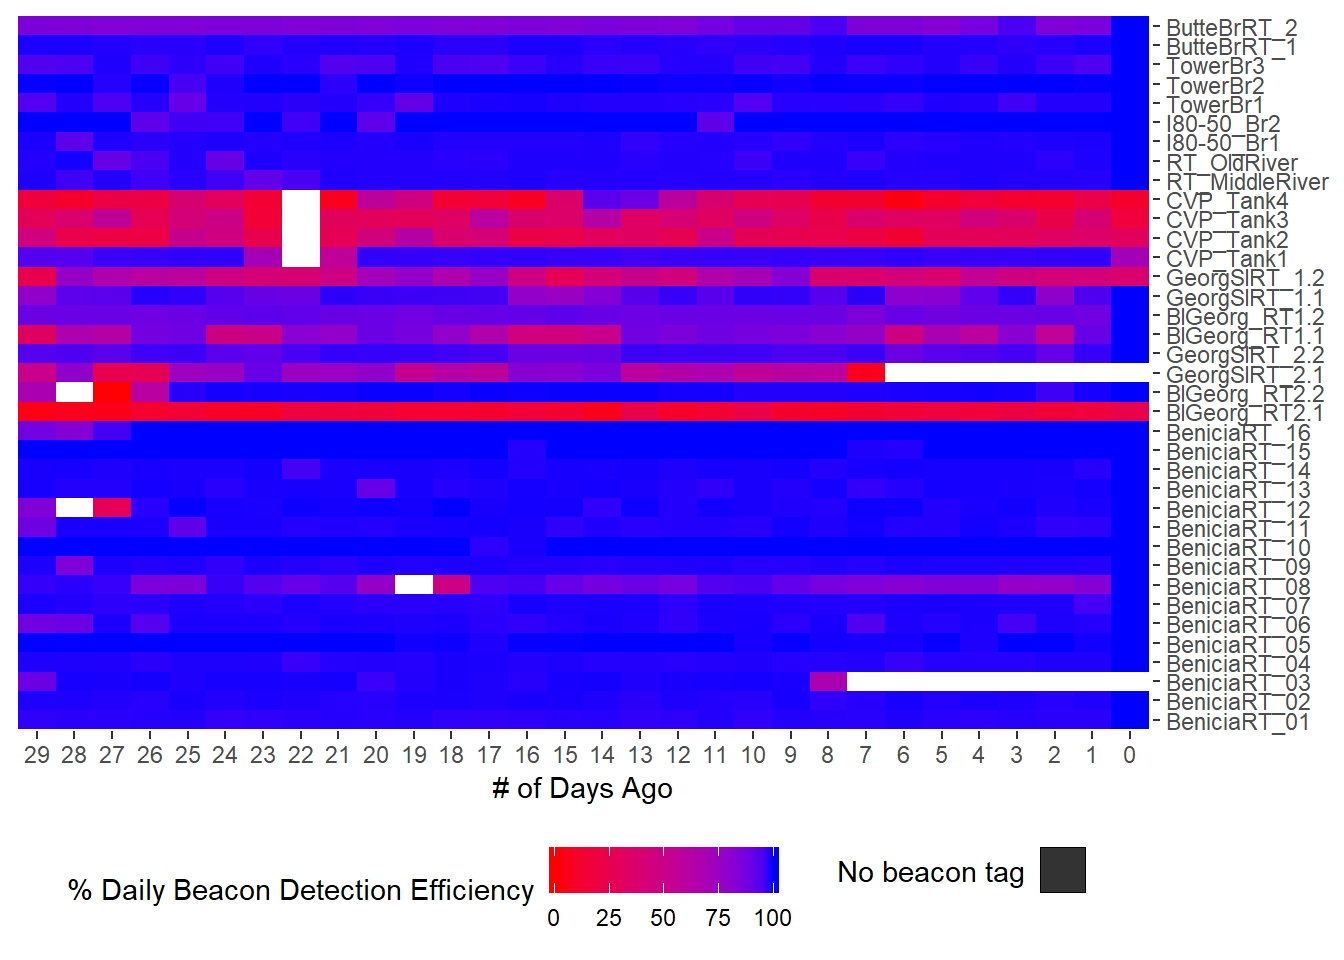 ButteBrRT_2
ButteBrRT_1
TowerBr3
TowerBr2
TowerBr1
I80-50_Br2
I80-50_Br1
RT_OldRiver
RT_MiddleRiver
CVP_Tank4
CVP_Tank3
CVP_Tank2
CVP_Tank1
GeorgSlRT_1.2
GeorgSlRT_1.1
BlGeorg_RT1.2
BlGeorg_RT1.1
GeorgSlRT_2.2
GeorgSlRT_2.1
BlGeorg_RT2.2
BlGeorg_RT2.1
BeniciaRT_16
BeniciaRT_15
BeniciaRT_14
BeniciaRT_13
BeniciaRT_12
BeniciaRT_11
BeniciaRT_10
BeniciaRT_09
BeniciaRT_08
BeniciaRT_07
BeniciaRT_06
BeniciaRT_05
BeniciaRT_04
BeniciaRT_03
BeniciaRT_02
BeniciaRT_01
29 28 27 26 25 24 23 22 21 20 19 18 17 16 15 14 13 12 11 10 9 8 7 6 5 4 3 2 1 0
# of Days Ago
% Daily Beacon Detection Efficiency
0 25 50 75 100
No beacon tag